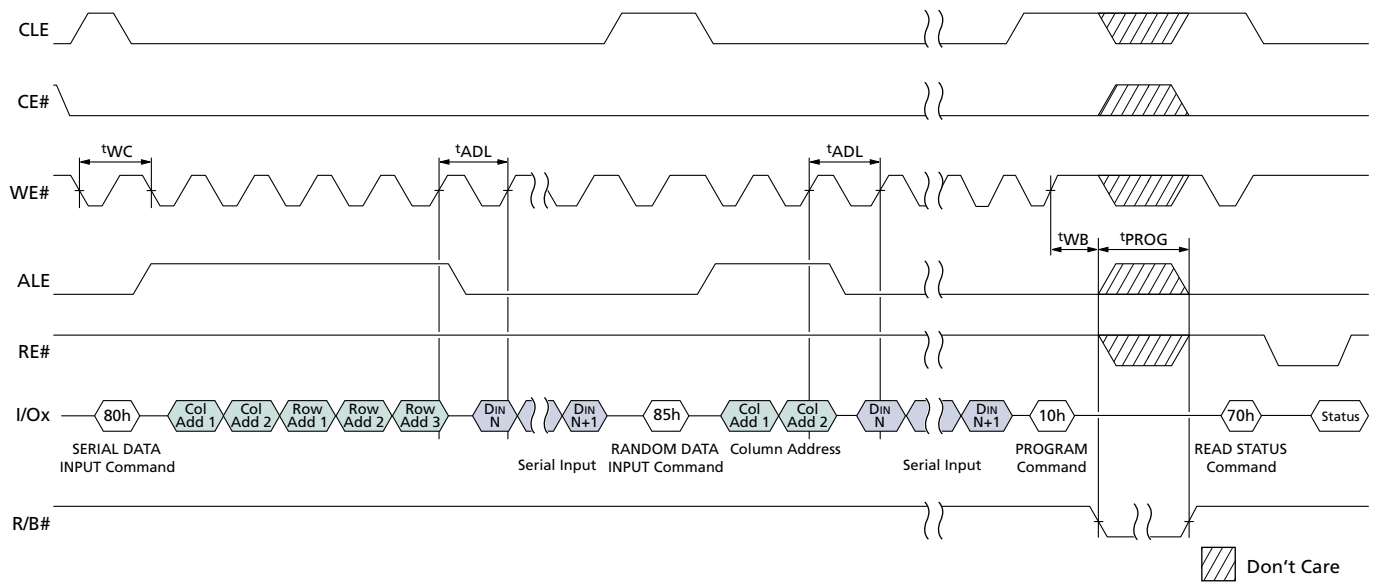 CLE
CE#
tWC
tADL
tADL
WE#
tWB
tPROG
ALE
RE#
I/Ox
80h
Col Add 1
Col Add 2
Row Add 1
Row Add 2
Row Add 3
DIN N
DIN N+1
85h
Col Add 1
Col Add 2
DIN N
DIN N+1
10h
70h
Status
SERIAL DATA
INPUT Command
Serial Input
RANDOM DATA
INPUT Command
Column Address
Serial Input
PROGRAM
Command
READ STATUS
Command
R/B#
Don't Care